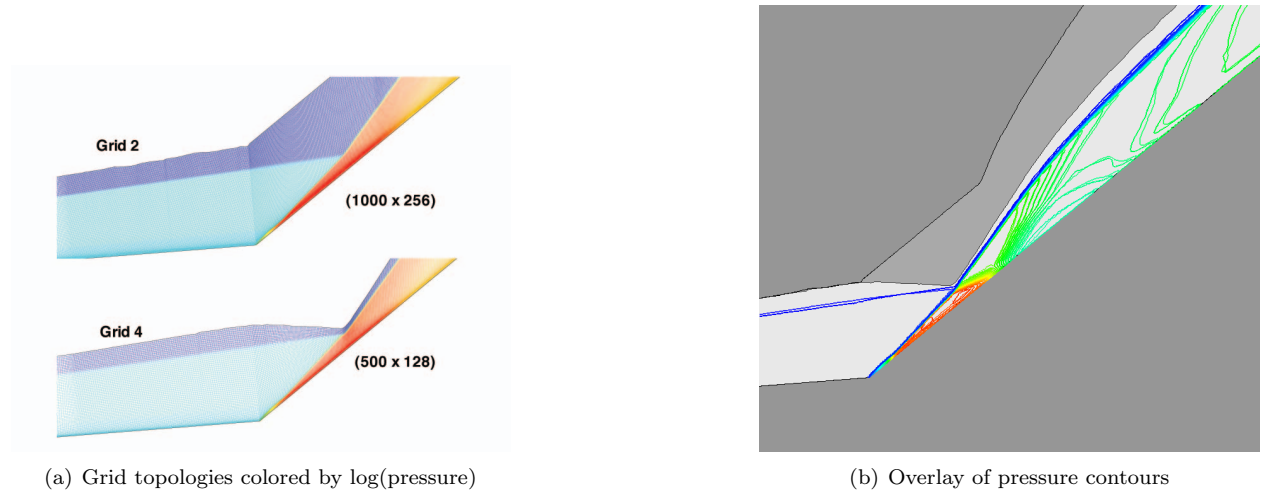 Grid 2
(1000 x 256)
Grid 4
(500 x 128)
(a) Grid topologies colored by log(pressure)
(b) Overlay of pressure contours